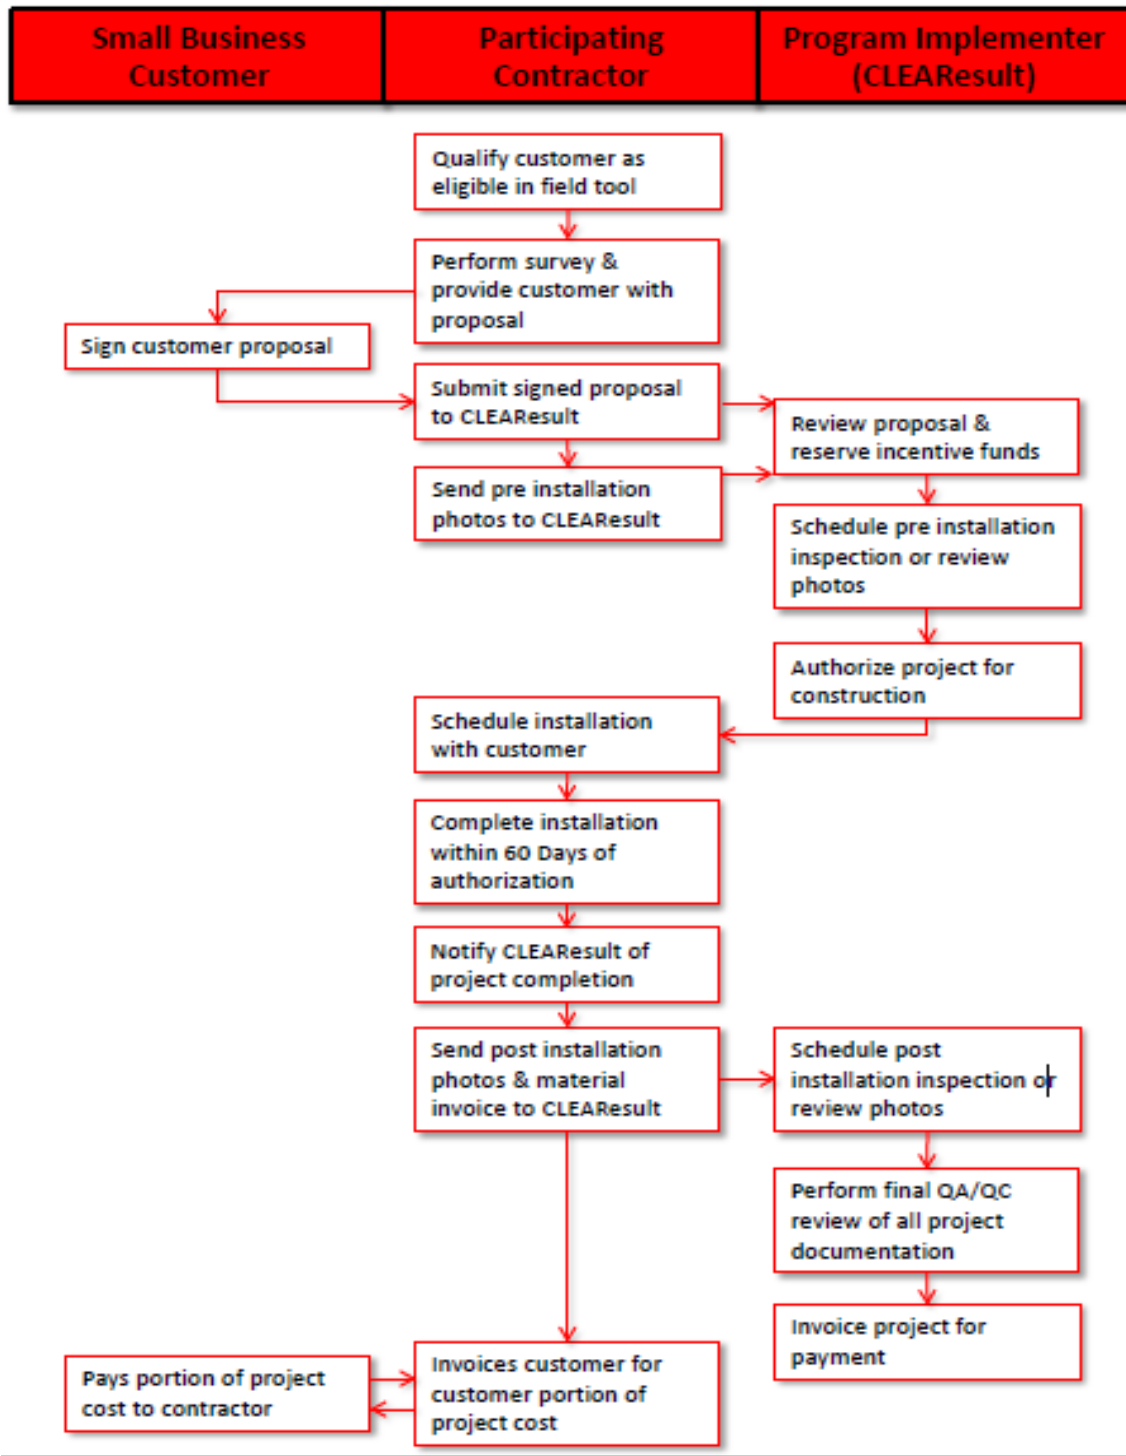 Small Business
Customer
Participating
Contractor
Program Implementer
(CLEAResult)
Qualify customer as
eligible in field tool
Perform survey &
provide customer with
proposal
Sign customer proposal
Submit signed proposal
to CLEAResult
Review proposal &
reserve incentive funds
Send pre installation
photos to CLEAResult
Schedule pre installation
inspection or review
photos
Authorize project for
construction
Schedule installation
with customer
Complete installation
within 60 Days of
authorization
Notify CLEAResult of
project completion
Send post installation
photos & material
invoice to CLEAResult
Schedule post
installation inspection or
review photos
Perform final QA/QC
review of all project
documentation
Invoice project for
payment
Pays portion of project
cost to contractor
Invoices customer for
customer portion of
project cost